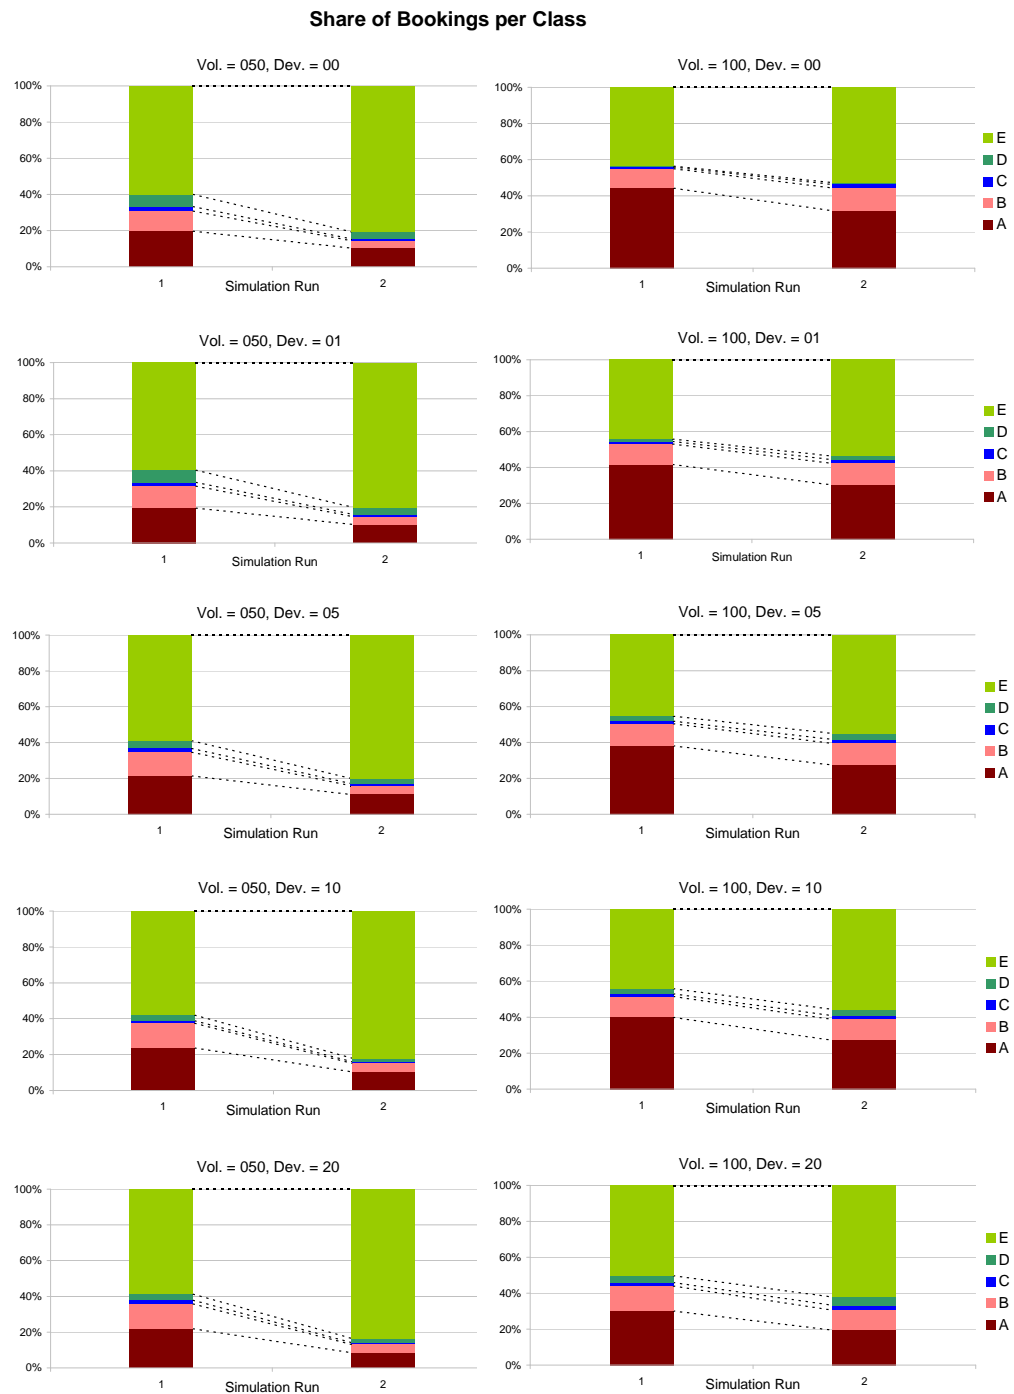 Share of Bookings per Class
Vol. = 050, Dev. = 00
100%
80%
60%
40%
20%
0%
1
Simulation Run
2
Vol. = 100, Dev. = 00
100%
80%
60%
40%
20%
0%
1
Simulation Run
2
E
D
C
B
A
Vol. = 050, Dev. = 01
100%
80%
60%
40%
20%
0%
1
Simulation Run
2
Vol. = 100, Dev. = 01
100%
80%
60%
40%
20%
0%
1
Simulation Run
2
E
D
C
B
A
Vol. = 050, Dev. = 05
100%
80%
60%
40%
20%
0%
1
Simulation Run
2
Vol. = 100, Dev. = 05
100%
80%
60%
40%
20%
0%
1
Simulation Run
2
E
D
C
B
A
Vol. = 050, Dev. = 10
100%
80%
60%
40%
20%
0%
1
Simulation Run
2
Vol. = 100, Dev. = 10
100%
80%
60%
40%
20%
0%
1
Simulation Run
2
E
D
C
B
A
Vol. = 050, Dev. = 20
100%
80%
60%
40%
20%
0%
1
Simulation Run
2
Vol. = 100, Dev. = 20
100%
80%
60%
40%
20%
0%
1
Simulation Run
2
E
D
C
B
A